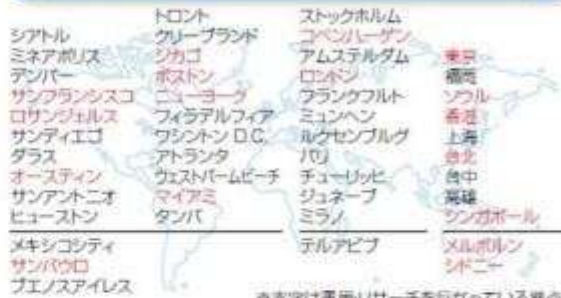 シアトル
ミネアポリス
デンバー
サンフランシスコ
ロサンジェルス
サンディエゴ
ダラス
オースティン
サンアントニオ
ヒューストン
メキシコシティ
サンパウロ
ブエノスアイレス
トロント
クリーブランド
シカゴ
ボストン
ニューヨーク
フィラデルフィア
ワシントン D.C.
アトランタ
ウェストパームビーチ
マイアミ
タンパ
ストックホルム
コペンハーゲン
アムステルダム
ロンドン
フランクフルト
ミュンヘン
ルクセンブルグ
パリ
チューリッヒ
ジュネーブ
ミラノ
テルアビブ
東京
福岡
ソウル
香港
上海
台北
台中
高雄
シンガポール
メルボルン
シドニー